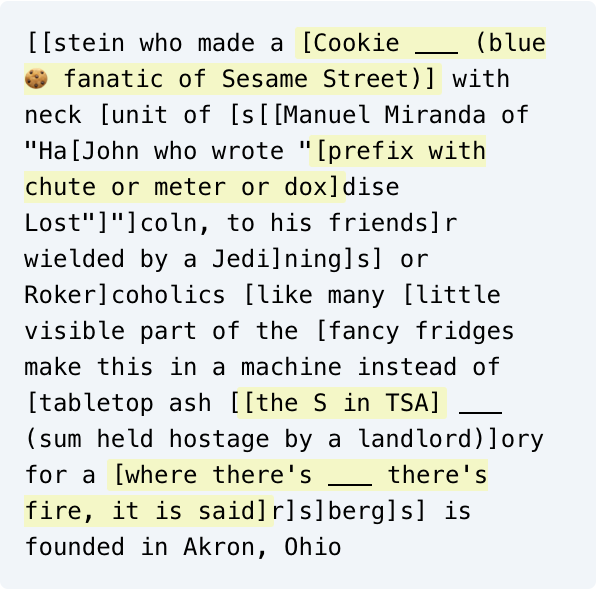 [[stein who made a [Cookie ___ (blue
🍪 fanatic of Sesame Street)] with
neck [unit of [s[[Manuel Miranda of
"Ha[John who wrote "[prefix with
chute or meter or dox]dise
Lost"]"]coln, to his friends]r
wielded by a Jedi]ning]s] or
Roker]coholics [like many [little
visible part of the [fancy fridges
make this in a machine instead of
[tabletop ash [[the S in TSA] ___
(sum held hostage by a landlord)]ory
for a [where there's ___ there's
fire, it is said]r]s]berg]s] is
founded in Akron, Ohio